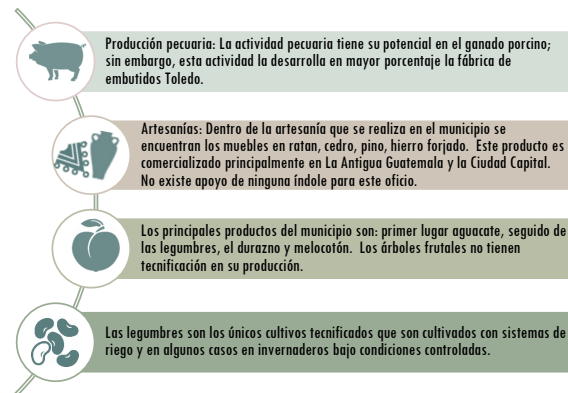 Producción pecuaria: La actividad pecuaria tiene su potencial en el ganado porcino;
sin embargo, esta actividad la desarrolla en mayor porcentaje la fábrica de
embutidos Toledo.
Artesanías: Dentro de la artesanía que se realiza en el municipio se
encuentran los muebles en ratan, cedro, pino, hierro forjado. Este producto es
comercializado principalmente en La Antigua Guatemala y la Ciudad Capital.
No existe apoyo de ninguna índole para este oficio.
Los principales productos del municipio son: primer lugar aguacate, seguido de
las legumbres, el durazno y melocotón. Los árboles frutales no tienen
tecnificación en su producción.
Las legumbres son los únicos cultivos tecnificados que son cultivados con sistemas de
riego y en algunos casos en invernaderos bajo condiciones controladas.